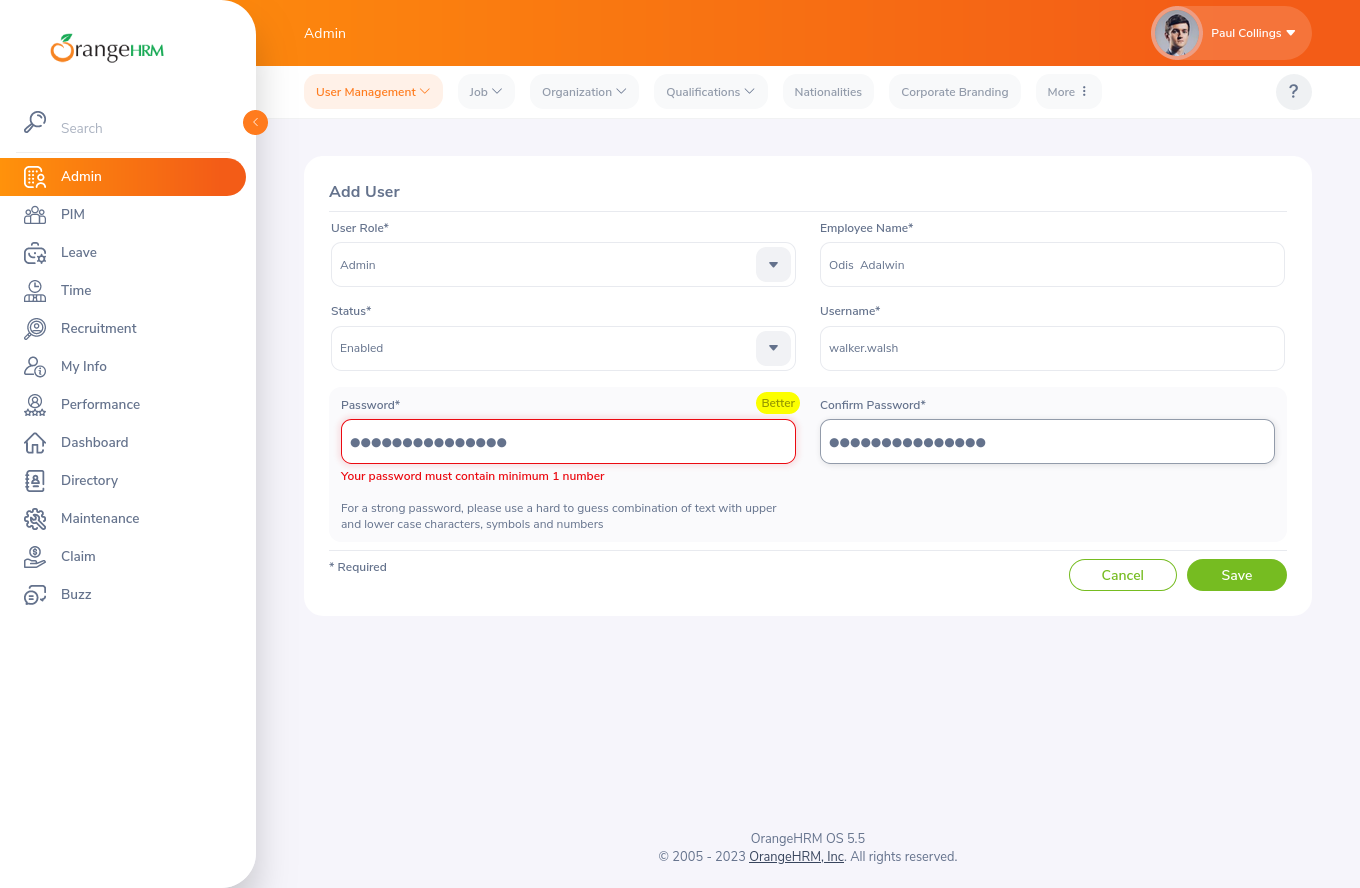 OrangeHRM
Search
Admin
PIM
Leave
Time
Recruitment
My Info
Performance
Dashboard
Directory
Maintenance
Claim
Buzz
Admin
Paul Collings
User Management
Job
Organization
Qualifications
Nationalities
Corporate Branding
More
?
Add User
User Role*
Employee Name*
Admin
Odis  Adalwin
Status*
Username*
Enabled
walker.walsh
Password*
Better
Confirm Password*
●●●●●●●●●●●●●●●
●●●●●●●●●●●●●●●
Your password must contain minimum 1 number
For a strong password, please use a hard to guess combination of text with upper
and lower case characters, symbols and numbers
* Required
Cancel
Save
OrangeHRM OS 5.5
© 2005 - 2023 OrangeHRM, Inc. All rights reserved.